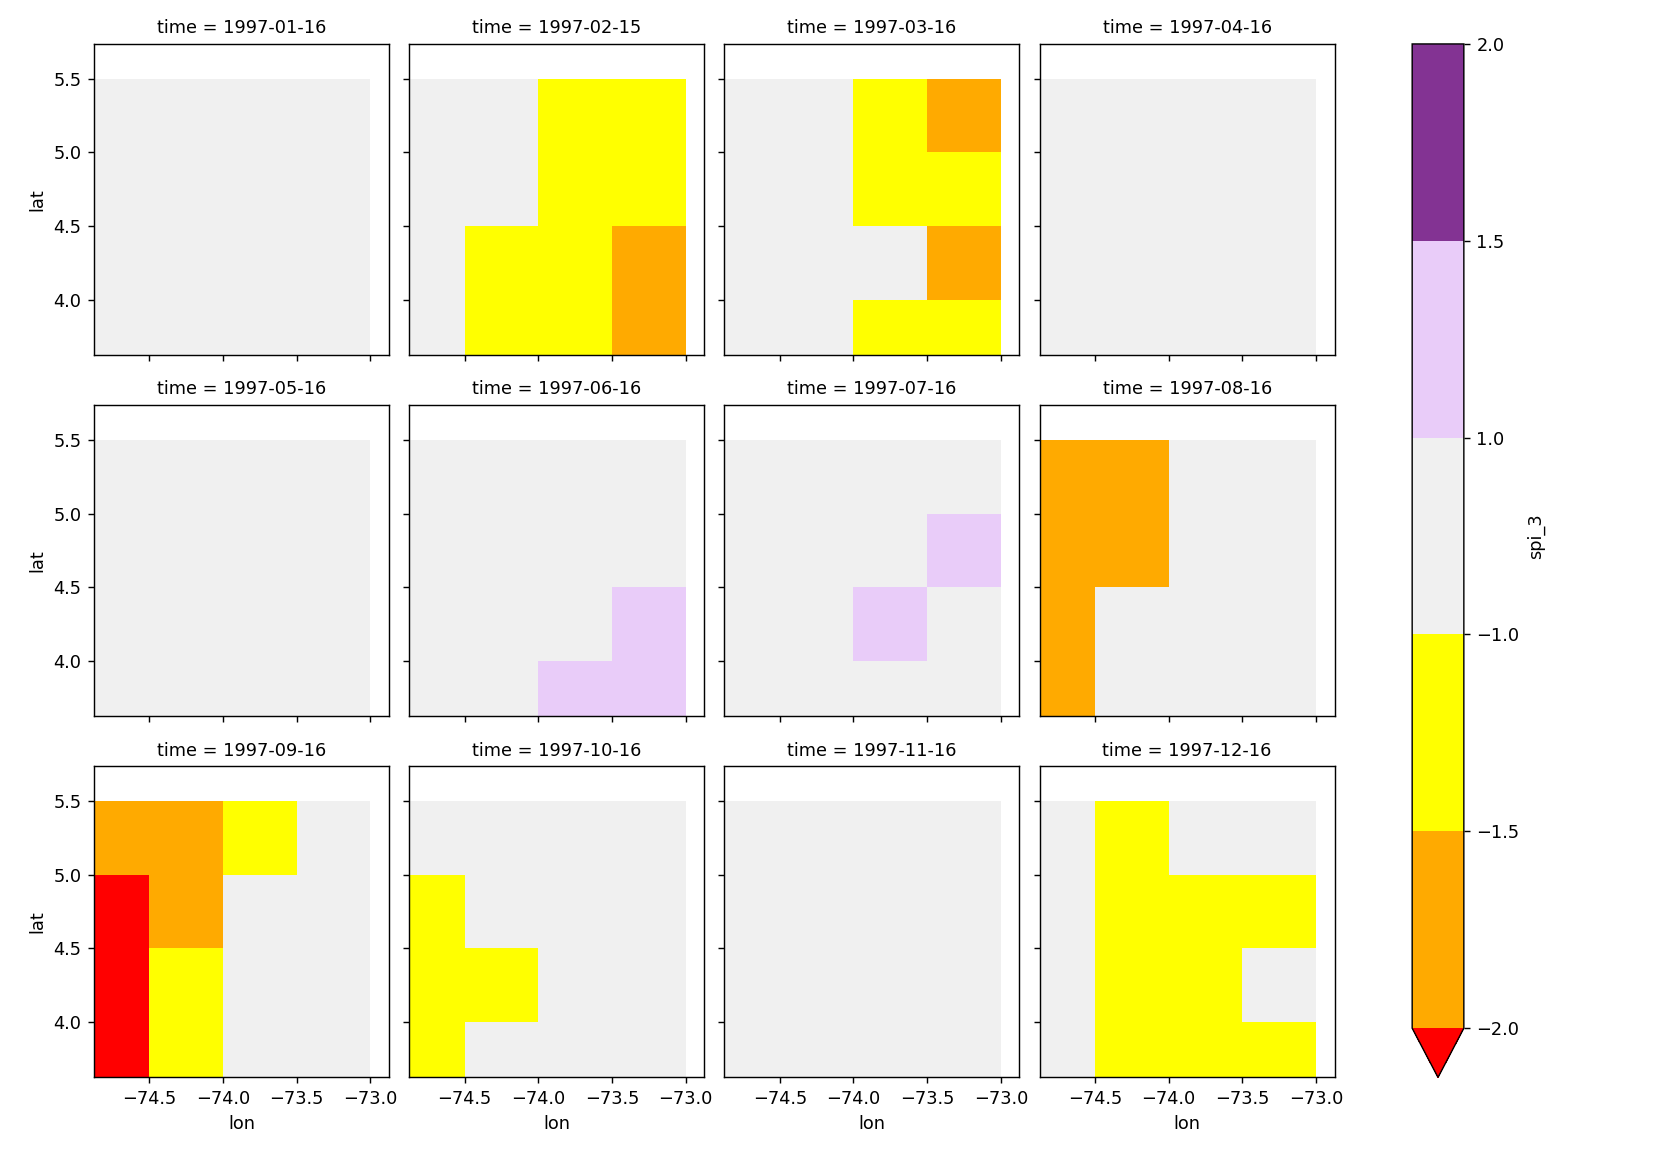 time = 1997-01-16
time = 1997-02-15
time = 1997-03-16
time = 1997-04-16
lat
5.5
5.0
4.5
4.0
time = 1997-05-16
time = 1997-06-16
time = 1997-07-16
time = 1997-08-16
lat
5.5
5.0
4.5
4.0
time = 1997-09-16
time = 1997-10-16
time = 1997-11-16
time = 1997-12-16
lat
5.5
5.0
4.5
4.0
−74.5 −74.0 −73.5 −73.0
lon
−74.5 −74.0 −73.5 −73.0
lon
−74.5 −74.0 −73.5 −73.0
lon
−74.5 −74.0 −73.5 −73.0
lon
2.0
1.5
1.0
−1.0
−1.5
−2.0
spi_3